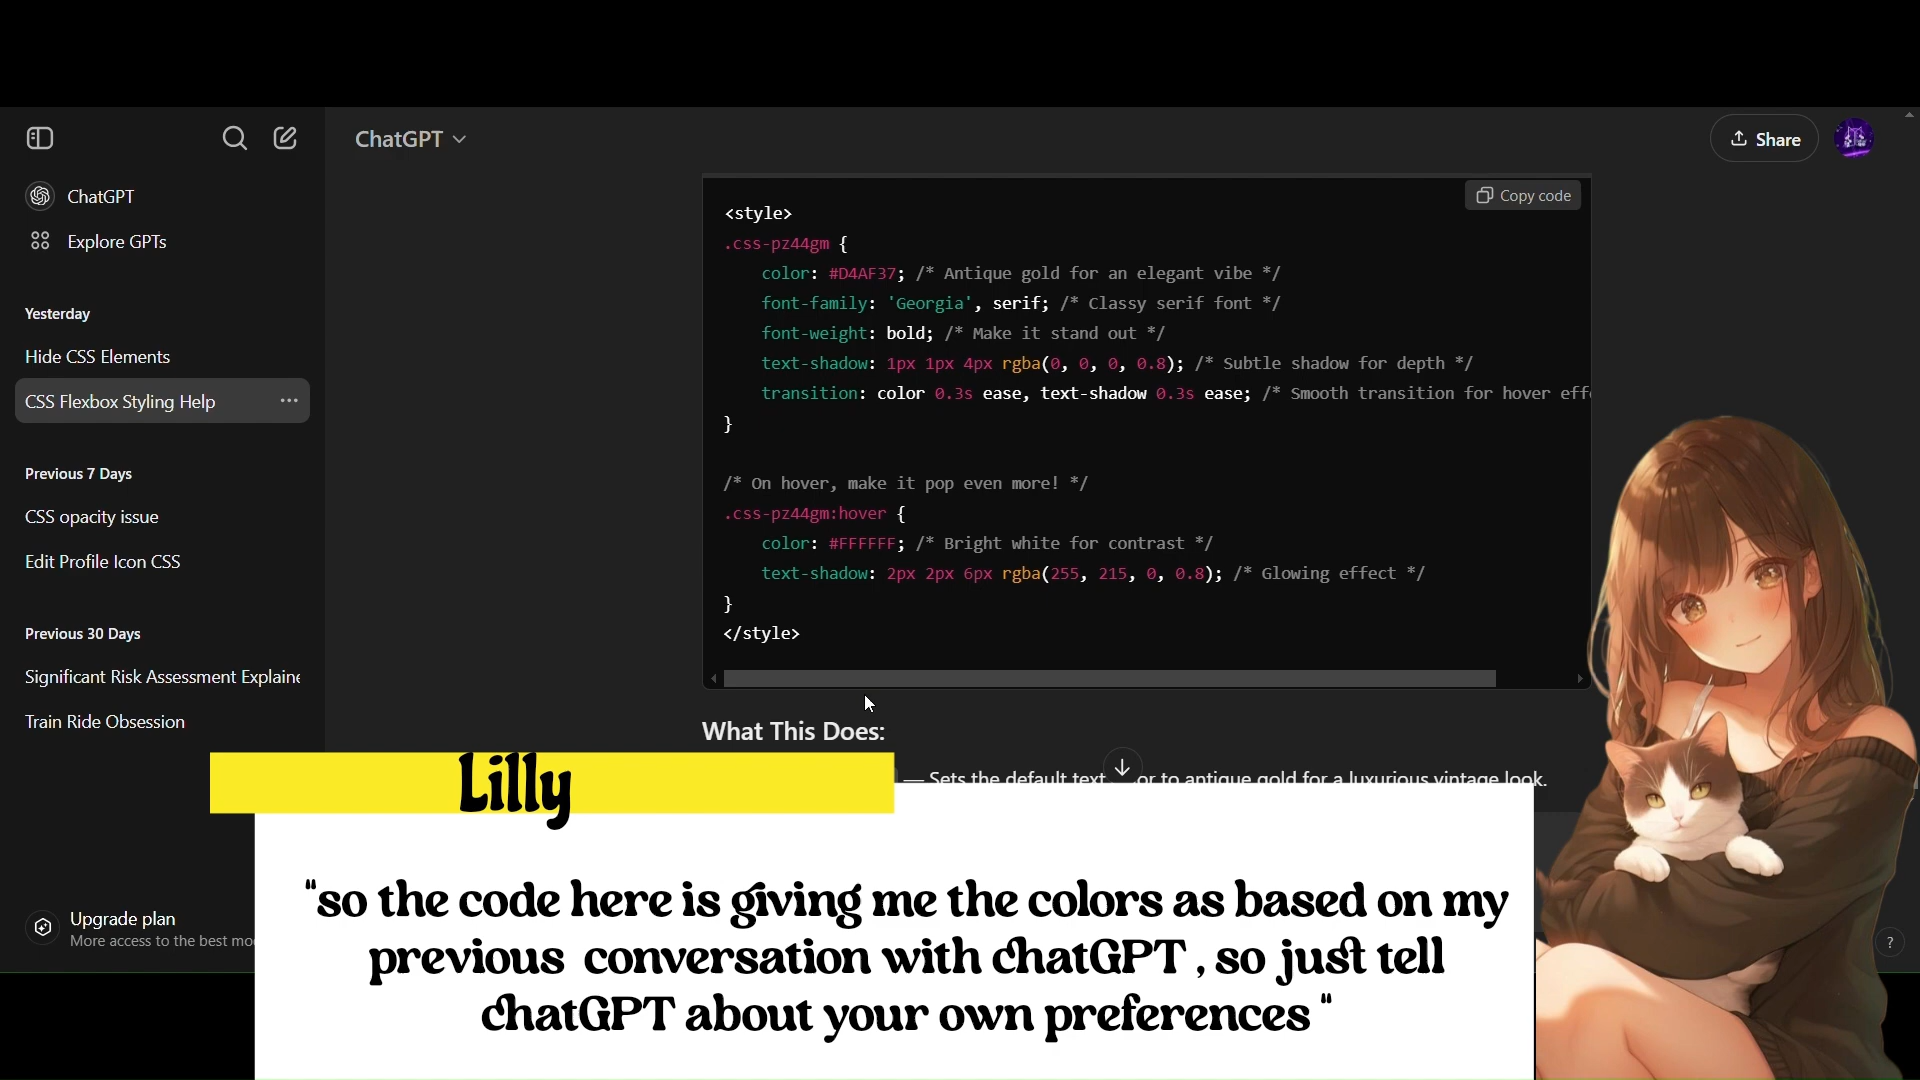 ChatGPT
Share
ChatGPT
Explore GPTs
Yesterday
Hide CSS Elements
CSS Flexbox Styling Help
Previous 7 Days
CSS opacity issue
Edit Profile Icon CSS
Previous 30 Days
Significant Risk Assessment Explaine
Train Ride Obsession
Upgrade plan
More access to the best mo
Copy code
<style>
.css-pz44gm {
    color: #D4AF37; /* Antique gold for an elegant vibe */
    font-family: 'Georgia', serif; /* Classy serif font */
    font-weight: bold; /* Make it stand out */
    text-shadow: 1px 1px 4px rgba(0, 0, 0, 0.8); /* Subtle shadow for depth */
    transition: color 0.3s ease, text-shadow 0.3s ease; /* Smooth transition for hover eff
}
/* On hover, make it pop even more! */
.css-pz44gm:hover {
    color: #FFFFFF; /* Bright white for contrast */
    text-shadow: 2px 2px 6px rgba(255, 215, 0, 0.8); /* Glowing effect */
}
</style>
What This Does:
— Sets the default text or to antique gold for a luxurious vintage look.
Lilly
"so the code here is giving me the colors as based on my
previous conversation with chatGPT , so just tell
chatGPT about your own preferences "
?